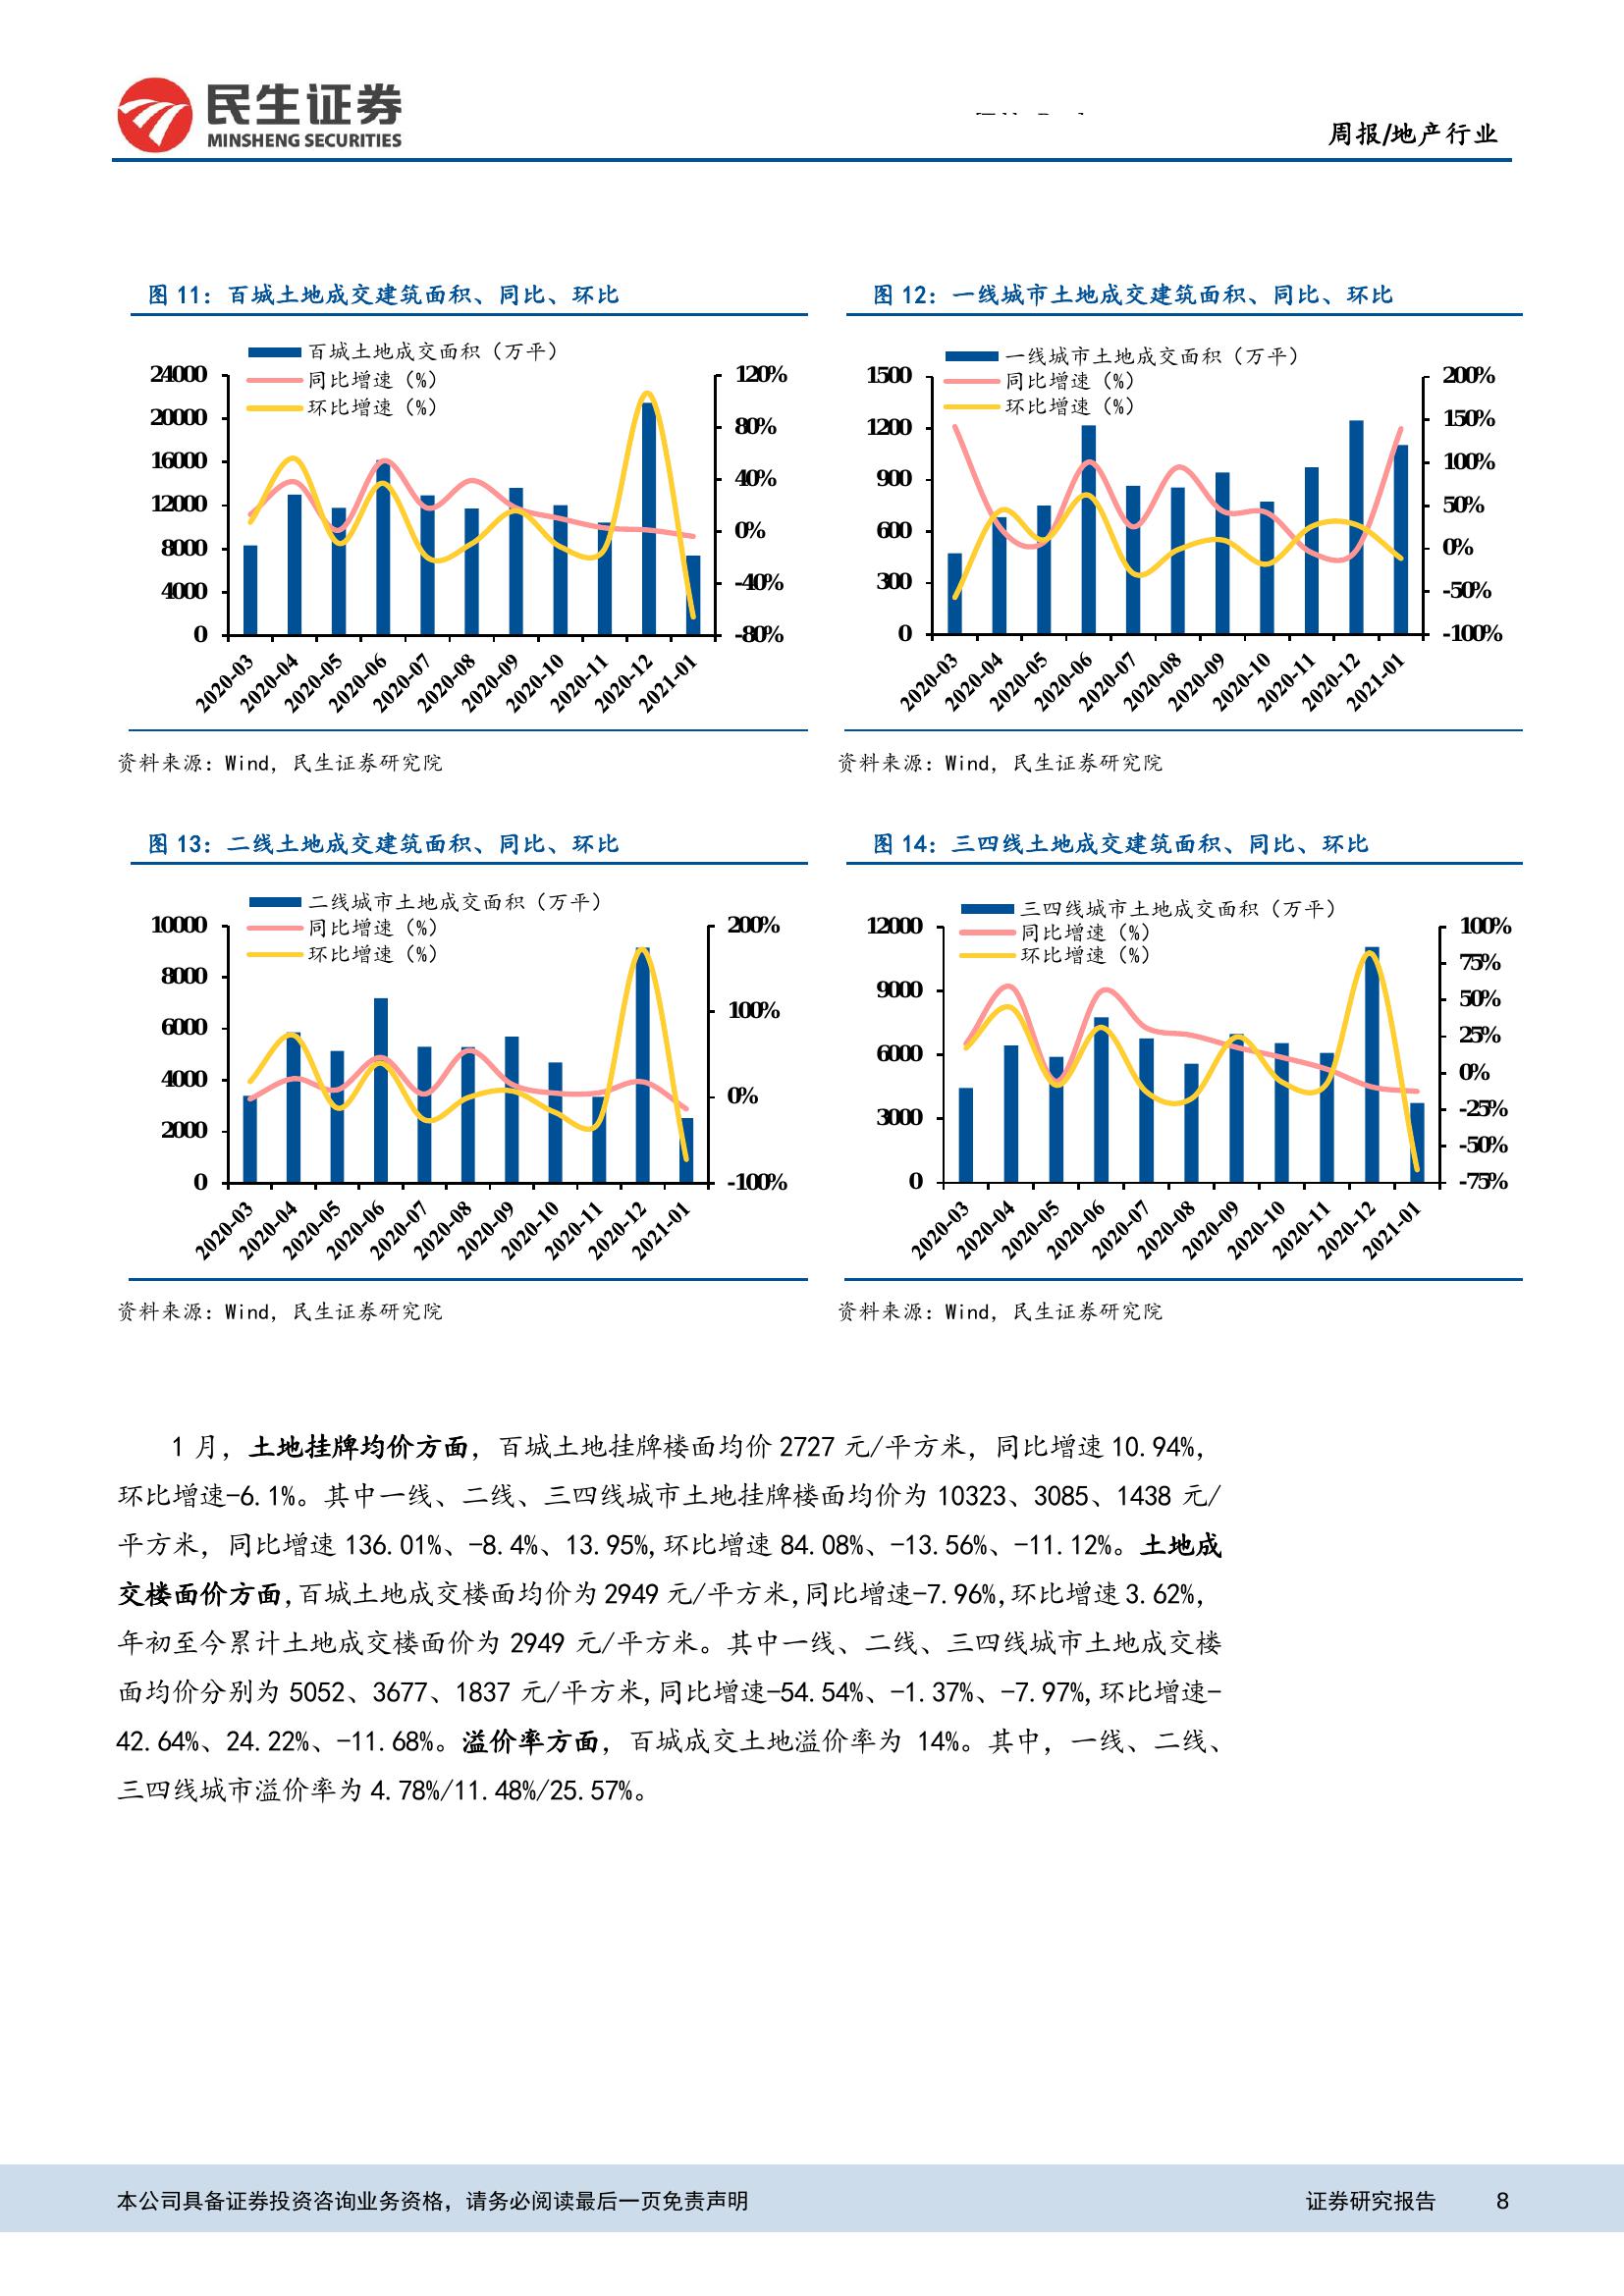 民生证券
MINSHENG SECURITIES
周报/地产行业
图 11：百城土地成交建筑面积、同比、环比
百城土地成交面积（万平）
同比增速（%）
环比增速（%）
24000
20000
16000
12000
8000
4000
0
120%
80%
40%
0%
-40%
-80%
2020-03 2020-04 2020-05 2020-06 2020-07 2020-08 2020-09 2020-10 2020-11 2020-12 2021-01
资料来源：Wind，民生证券研究院
图 12：一线城市土地成交建筑面积、同比、环比
一线城市土地成交面积（万平）
同比增速（%）
环比增速（%）
1500
1200
900
600
300
0
200%
150%
100%
50%
0%
-50%
-100%
2020-03 2020-04 2020-05 2020-06 2020-07 2020-08 2020-09 2020-10 2020-11 2020-12 2021-01
资料来源：Wind，民生证券研究院
图 13：二线土地成交建筑面积、同比、环比
二线城市土地成交面积（万平）
同比增速（%）
环比增速（%）
10000
8000
6000
4000
2000
0
200%
100%
0%
-100%
2020-03 2020-04 2020-05 2020-06 2020-07 2020-08 2020-09 2020-10 2020-11 2020-12 2021-01
资料来源：Wind，民生证券研究院
图 14：三四线土地成交建筑面积、同比、环比
三四线城市土地成交面积（万平）
同比增速（%）
环比增速（%）
12000
9000
6000
3000
0
100%
75%
50%
25%
0%
-25%
-50%
-75%
2020-03 2020-04 2020-05 2020-06 2020-07 2020-08 2020-09 2020-10 2020-11 2020-12 2021-01
资料来源：Wind，民生证券研究院
1 月，土地挂牌均价方面，百城土地挂牌楼面均价 2727 元/平方米，同比增速 10.94%，
环比增速-6.1%。其中一线、二线、三四线城市土地挂牌楼面均价为 10323、3085、1438 元/
平方米，同比增速 136.01%、-8.4%、13.95%,环比增速 84.08%、-13.56%、-11.12%。土地成
交楼面价方面,百城土地成交楼面均价为 2949 元/平方米,同比增速-7.96%,环比增速 3.62%，
年初至今累计土地成交楼面价为 2949 元/平方米。其中一线、二线、三四线城市土地成交楼
面均价分别为 5052、3677、1837 元/平方米,同比增速-54.54%、-1.37%、-7.97%,环比增速-
42.64%、24.22%、-11.68%。溢价率方面，百城成交土地溢价率为 14%。其中，一线、二线、
三四线城市溢价率为 4.78%/11.48%/25.57%。
本公司具备证券投资咨询业务资格，请务必阅读最后一页免责声明
证券研究报告 8